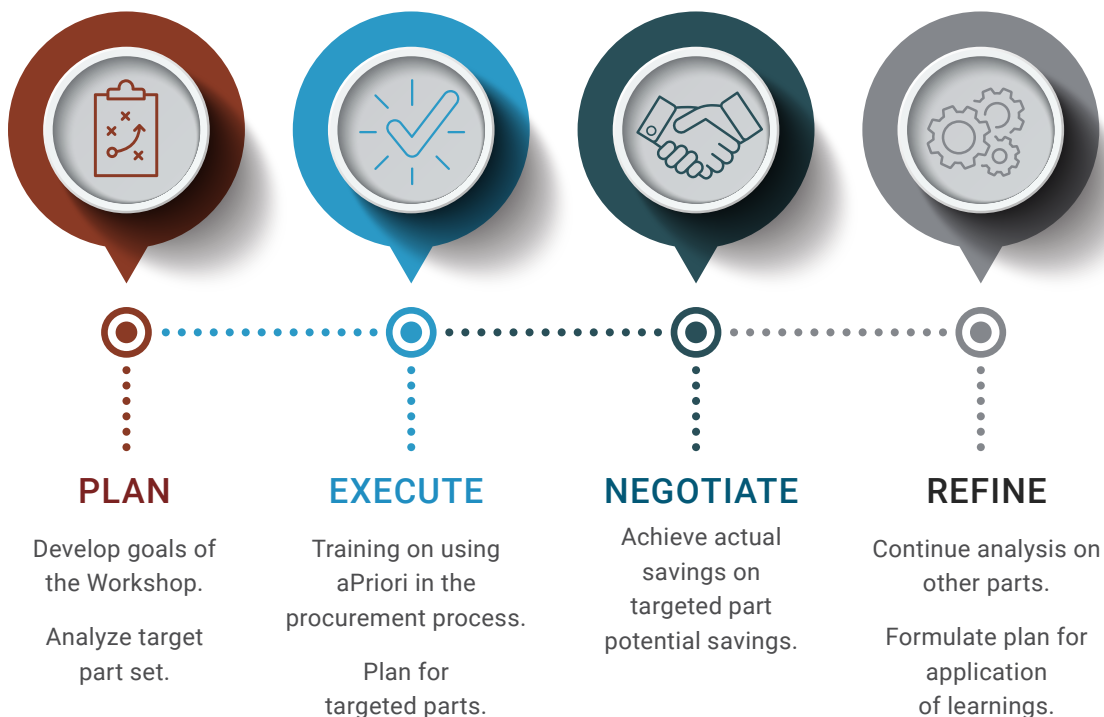 PLAN
Develop goals of
the Workshop.
Analyze target
part set.
EXECUTE
Training on using
aPriori in the
procurement process.
Plan for
targeted parts.
NEGOTIATE
Achieve actual
savings on
targeted part
potential savings.
REFINE
Continue analysis on
other parts.
Formulate plan for
application
of learnings.